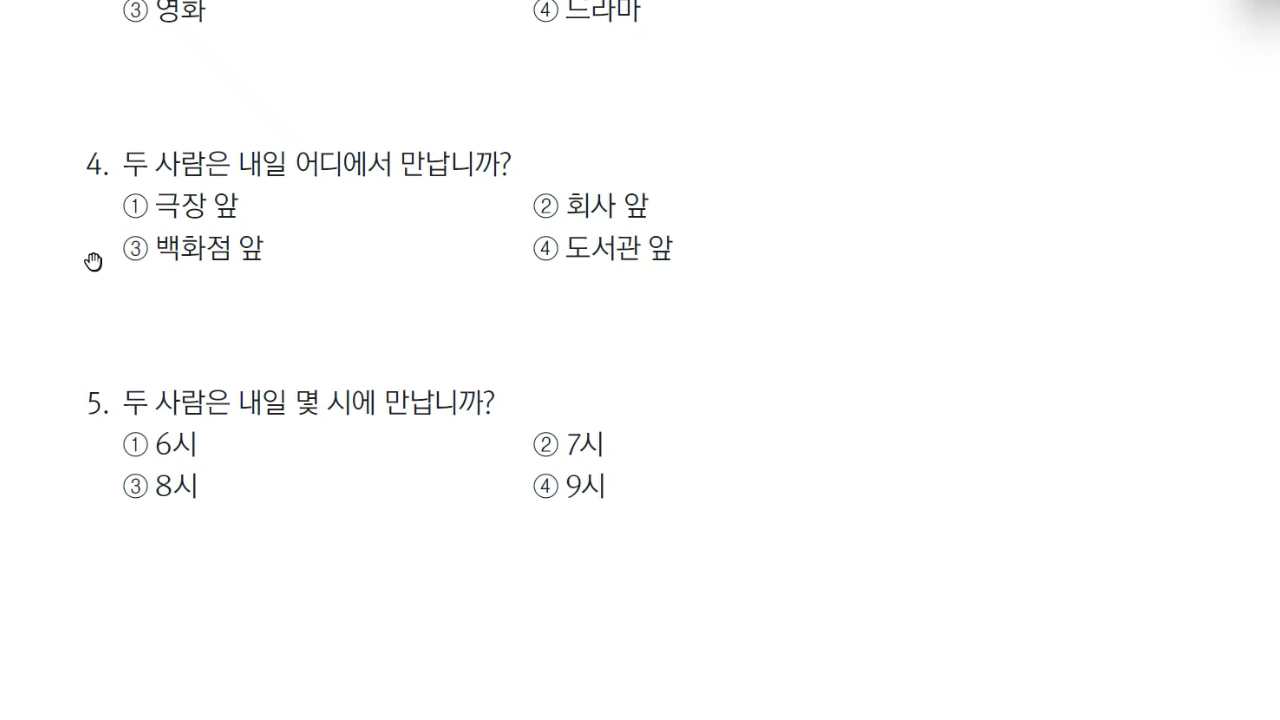 ③ 영화 ④ 드라마
4. 두 사람은 내일 어디에서 만납니까?
① 극장 앞 ② 회사 앞
③ 백화점 앞 ④ 도서관 앞
5. 두 사람은 내일 몇 시에 만납니까?
① 6시 ② 7시
③ 8시 ④ 9시